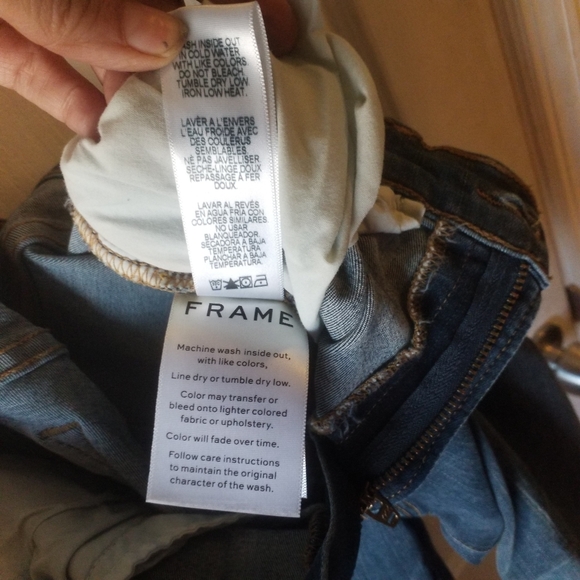 WASH INSIDE OUT
IN COLD WATER
WITH LIKE COLORS
DO NOT BLEACH
TUMBLE DRY LOW
IRON LOW HEAT.
LAVER A L'ENVERS
L'EAU FROIDE AVEC
DES COULERUS
SEMBLABLES.
NE PAS JAVELLISER.
SÈCHE-LINGE DOUX
REPASSAGE A FER
DOUX.
LAVAR AL REVÉS
EN AGUA FRIA CON
COLORES SIMILARES.
NO USAR
BLANQUEADOR.
SECADORA A BAJA
TEMPERATURA
PLANCHAR A BAJA
TEMPERATURA.
FRAME
Machine wash inside out,
with like colors,
Line dry or tumble dry low.
Color may transfer or
bleed onto lighter colored
fabric or upholstery.
Color will fade over time.
Follow care instructions
to maintain the original
character of the wash.